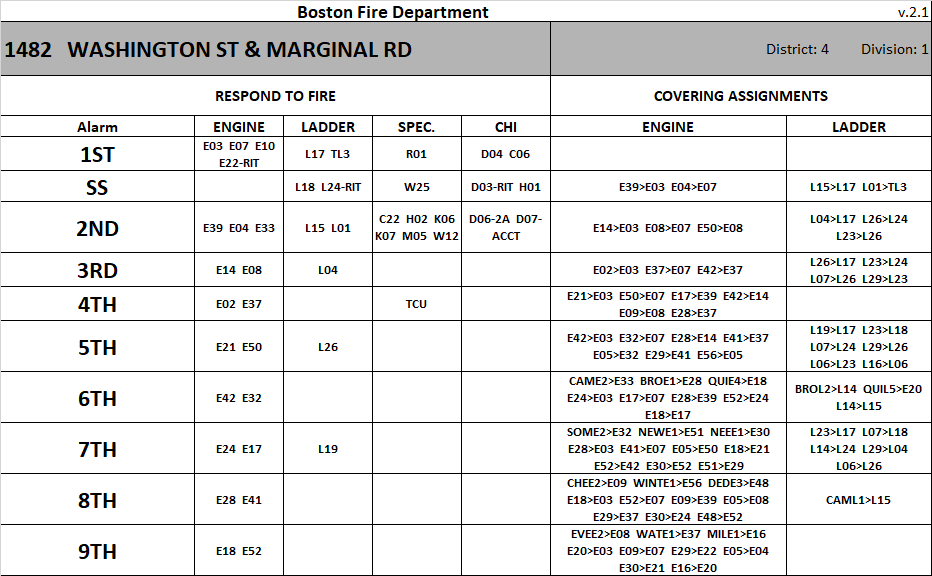 Boston Fire Department v.2.1
1482 WASHINGTON ST & MARGINAL RD District: 4 Division: 1
RESPOND TO FIRE COVERING ASSIGNMENTS
Alarm ENGINE LADDER SPEC. CHI ENGINE LADDER
1ST
E03 E07 E10
E22-RIT
L17 TL3
R01
D04 C06
SS
L18 L24-RIT
W25
D03-RIT H01
E39>E03 E04>E07
L15>L17 L01>TL3
2ND
E39 E04 E33
L15 L01
C22 H02 K06
K07 M05 W12
D06-2A D07-
ACCT
E14>E03 E08>E07 E50>E08
L04>L17 L26>L24
L23>L26
3RD
E14 E08
L04
E02>E03 E37>E07 E42>E37
L26>L17 L23>L24
L07>L26 L29>L23
4TH
E02 E37
TCU
E21>E03 E50>E07 E17>E39 E42>E14
E09>E08 E28>E37
5TH
E21 E50
L26
E42>E03 E32>E07 E28>E14 E41>E37
E05>E32 E29>E41 E56>E05
L19>L17 L23>L18
L07>L24 L29>L26
L06>L23 L16>L06
6TH
E42 E32
CAME2>E33 BROE1>E28 QUIE4>E18
E24>E03 E17>E07 E28>E39 E52>E24
E18>E17
BROL2>L14 QUIL5>E20
L14>L15
7TH
E24 E17
L19
SOME2>E32 NEWE1>E51 NEEE1>E30
E28>E03 E41>E07 E05>E50 E18>E21
E52>E42 E30>E52 E51>E29
L23>L17 L07>L18
L14>L24 L29>L04
L06>L26
8TH
E28 E41
CHEE2>E09 WINTE1>E56 DEDE3>E48
E18>E03 E52>E07 E09>E39 E05>E08
E29>E37 E30>E24 E48>E52
CAML1>L15
9TH
E18 E52
EVEE2>E08 WATE1>E37 MILE1>E16
E20>E03 E09>E07 E29>E22 E05>E04
E30>E21 E16>E20